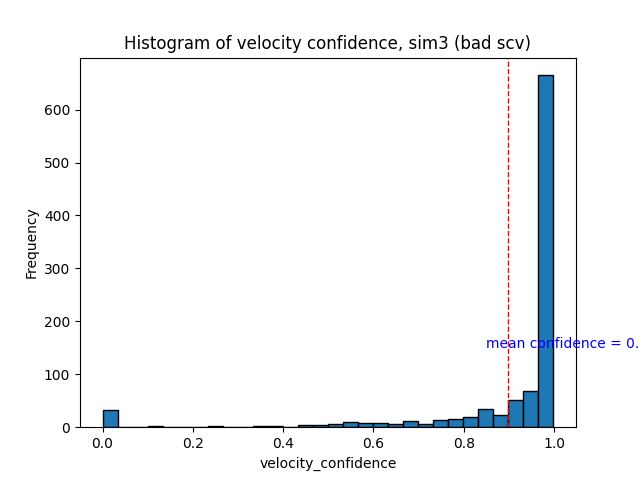 Histogram of velocity confidence, sim3 (bad scv)
Frequency
600
500
400
300
200
100
0
mean confidence = 0.
0.0 0.2 0.4 0.6 0.8 1.0
velocity_confidence